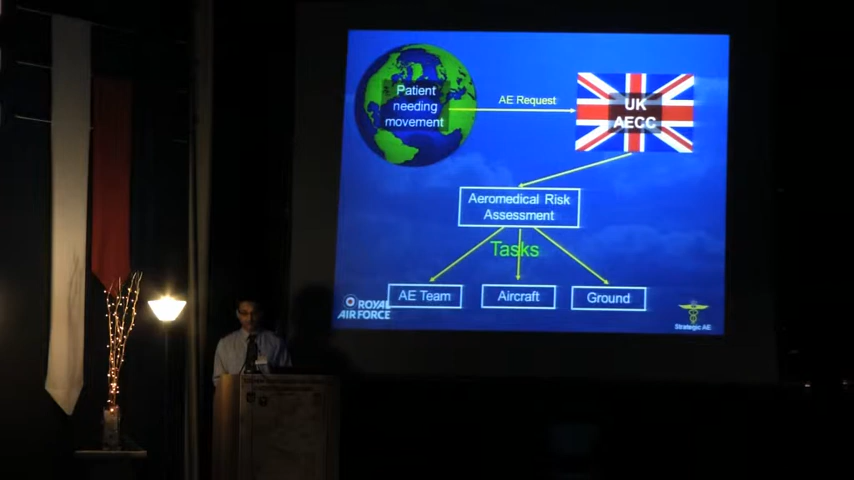 Patient
needing
movement
AE Request
UK
AECC
Aeromedical Risk
Assessment
Tasks
AE Team
Aircraft
Ground
ROYAL
AIR FORCE
Strategic AE